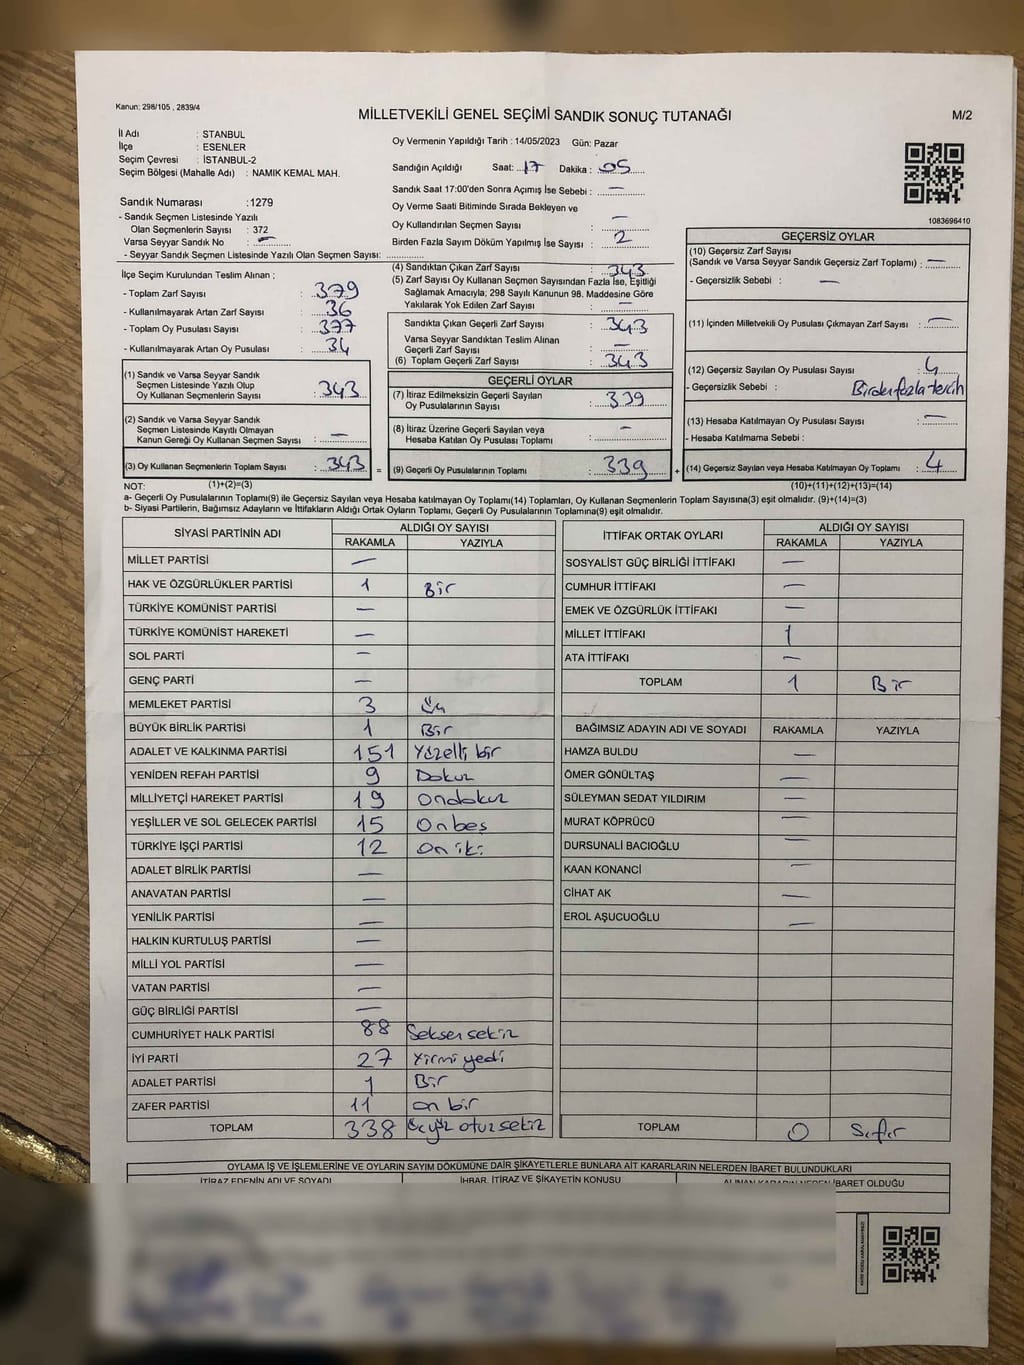 Kanun; 298/105 , 2839/4
MİLLETVEKİLİ GENEL SEÇİMİ SANDIK SONUÇ TUTANAĞI
M/2
İl Adı : STANBUL
İlçe : ESENLER
Seçim Çevresi : İSTANBUL-2
Seçim Bölgesi (Mahalle Adı) : NAMIK KEMAL MAH.
Sandık Numarası :1279
- Sandık Seçmen Listesinde Yazılı
Olan Seçmenlerin Sayısı : 372
Varsa Seyyar Sandık No : —
- Seyyar Sandık Seçmen Listesinde Yazılı Olan Seçmen Sayısı:
Oy Vermenin Yapıldığı Tarih : 14/05/2023 Gün: Pazar
Sandığın Açıldığı Saat: 17 Dakika : 05
Sandık Saat 17:00'den Sonra Açımış İse Sebebi : —
Oy Verme Saati Bitiminde Sırada Bekleyen ve
Oy Kullandırılan Seçmen Sayısı : —
Birden Fazla Sayım Döküm Yapılmış İse Sayısı : 2
1083696410
İlçe Seçim Kurulundan Teslim Alınan ;
- Toplam Zarf Sayısı : 379
- Kullanılmayarak Artan Zarf Sayısı : 36
- Toplam Oy Pusulası Sayısı : 377
- Kullanılmayarak Artan Oy Pusulası : 34
(1) Sandık ve Varsa Seyyar Sandık
Seçmen Listesinde Yazılı Olup
Oy Kullanan Seçmenlerin Sayısı : 343
(2) Sandık ve Varsa Seyyar Sandık
Seçmen Listesinde Kayıtlı Olmayan
Kanun Gereği Oy Kullanan Seçmen Sayısı : —
(3) Oy Kullanan Seçmenlerin Toplam Sayısı : 343 =
(4) Sandıktan Çıkan Zarf Sayısı : 343
(5) Zarf Sayısı Oy Kullanan Seçmen Sayısından Fazla İse, Eşitliği
Sağlamak Amacıyla; 298 Sayılı Kanunun 98. Maddesine Göre
Yakılarak Yok Edilen Zarf Sayısı : —
Sandıkta Çıkan Geçerli Zarf Sayısı : 343
Varsa Seyyar Sandıktan Teslim Alınan
Geçerli Zarf Sayısı : —
(6) Toplam Geçerli Zarf Sayısı : 343
GEÇERLİ OYLAR
(7) İtiraz Edilmeksizin Geçerli Sayılan
Oy Pusulalarının Sayısı : 339
(8) İtiraz Üzerine Geçerli Sayılan veya
Hesaba Katılan Oy Pusulası Toplamı : —
(9) Geçerli Oy Pusulalarının Toplamı : 339 +
GEÇERSİZ OYLAR
(10) Geçersiz Zarf Sayısı
(Sandık ve Varsa Seyyar Sandık Geçersiz Zarf Toplamı) : —
- Geçersizlik Sebebi : —
(11) İçinden Milletvekili Oy Pusulası Çıkmayan Zarf Sayısı : —
(12) Geçersiz Sayılan Oy Pusulası Sayısı : 4
- Geçersizlik Sebebi : Birden fazla tercih
(13) Hesaba Katılmayan Oy Pusulası Sayısı : —
- Hesaba Katılmama Sebebi :
(14) Geçersiz Sayılan veya Hesaba Katılmayan Oy Toplamı : 4
NOT: (1)+(2)=(3) (10)+(11)+(12)+(13)=(14)
a- Geçerli Oy Pusulalarının Toplamı(9) ile Geçersiz Sayılan veya Hesaba katılmayan Oy Toplamı(14) Toplamları, Oy Kullanan Seçmenlerin Toplam Sayısına(3) eşit olmalıdır. (9)+(14)=(3)
b- Siyasi Partilerin, Bağımsız Adayların ve İttifakların Aldığı Ortak Oyların Toplamı, Geçerli Oy Pusulalarının Toplamına(9) eşit olmalıdır.
SİYASİ PARTİNİN ADI ALDIĞI OY SAYISI
RAKAMLA YAZIYLA
MİLLET PARTİSİ —
HAK VE ÖZGÜRLÜKLER PARTİSİ 1 Bir
TÜRKİYE KOMÜNİST PARTİSİ —
TÜRKİYE KOMÜNİST HAREKETİ —
SOL PARTİ —
GENÇ PARTİ —
MEMLEKET PARTİSİ 3 Üç
BÜYÜK BİRLİK PARTİSİ 1 Bir
ADALET VE KALKINMA PARTİSİ 151 Yüzelli bir
YENİDEN REFAH PARTİSİ 9 Dokuz
MİLLİYETÇİ HAREKET PARTİSİ 19 Ondokuz
YEŞİLLER VE SOL GELECEK PARTİSİ 15 Onbeş
TÜRKİYE İŞÇİ PARTİSİ 12 On iki
ADALET BİRLİK PARTİSİ —
ANAVATAN PARTİSİ —
YENİLİK PARTİSİ —
HALKIN KURTULUŞ PARTİSİ —
MİLLİ YOL PARTİSİ —
VATAN PARTİSİ —
GÜÇ BİRLİĞİ PARTİSİ —
CUMHURİYET HALK PARTİSİ 88 Seksen sekiz
İYİ PARTİ 27 Yirmi yedi
ADALET PARTİSİ 1 Bir
ZAFER PARTİSİ 11 On bir
TOPLAM 338 Üçyüz otuz sekiz
İTTİFAK ORTAK OYLARI ALDIĞI OY SAYISI
RAKAMLA YAZIYLA
SOSYALİST GÜÇ BİRLİĞİ İTTİFAKI —
CUMHUR İTTİFAKI —
EMEK VE ÖZGÜRLÜK İTTİFAKI —
MİLLET İTTİFAKI 1
ATA İTTİFAKI —
TOPLAM 1 Bir
BAĞIMSIZ ADAYIN ADI VE SOYADI RAKAMLA YAZIYLA
HAMZA BULDU —
ÖMER GÖNÜLTAŞ —
SÜLEYMAN SEDAT YILDIRIM —
MURAT KÖPRÜCÜ —
DURSUNALİ BACIOĞLU —
KAAN KONANCİ —
CİHAT AK —
EROL AŞUCUOĞLU —
TOPLAM 0 Sıfır
OYLAMA İŞ VE İŞLEMLERİNE VE OYLARIN SAYIM DÖKÜMÜNE DAİR ŞİKAYETLERLE BUNLARA AİT KARARLARIN NELERDEN İBARET BULUNDUKLARI
İTİRAZ EDENİN ADI VE SOYADI İHBAR, İTİRAZ VE ŞİKAYETİN KONUSU ALINAN KARARIN NEDEN İBARET OLDUĞU